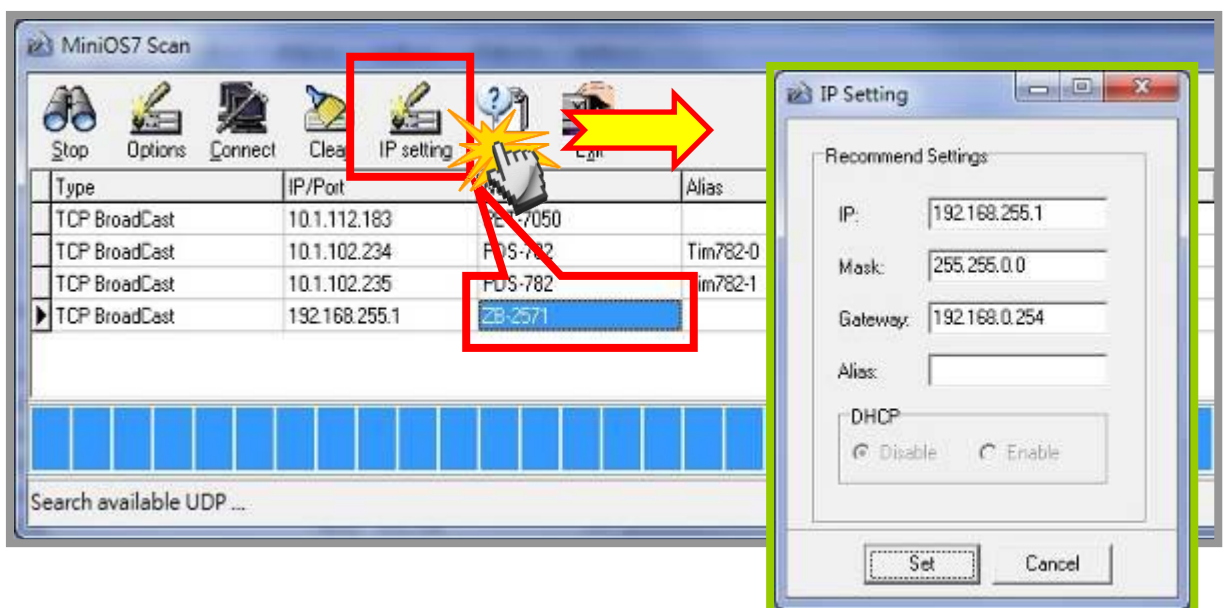 MiniOS7 Scan
Stop Options Connect Clea IP setting
Type IP/Port Alias
TCP BroadCast 10.1.112.183 PET-7050
TCP BroadCast 10.1.102.234 PDS-782 Tim782-0
TCP BroadCast 10.1.102.235 PDS-782 Tim782-1
TCP BroadCast 192.168.255.1 ZB-2571
Search available UDP ...
IP Setting
Recommend Settings
IP: 192.168.255.1
Mask: 255.255.0.0
Gateway: 192.168.0.254
Alias:
DHCP
Disable Enable
Set Cancel